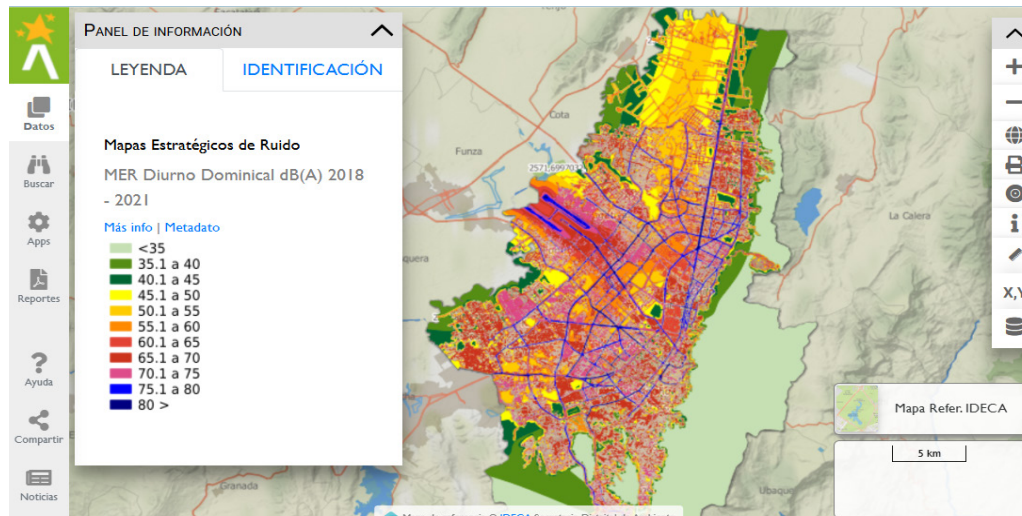 PANEL DE INFORMACIÓN
LEYENDA
IDENTIFICACIÓN
Mapas Estratégicos de Ruido
MER Diurno Dominical dB(A) 2018
- 2021
Más info | Metadato
<35
35.1 a 40
40.1 a 45
45.1 a 50
50.1 a 55
55.1 a 60
60.1 a 65
65.1 a 70
70.1 a 75
75.1 a 80
80 >
Datos
Buscar
Apps
Reportes
Ayuda
Compartir
Noticias
Cota
Funza
La Calera
Granada
X,Y
Mapa Refer. IDECA
5 km